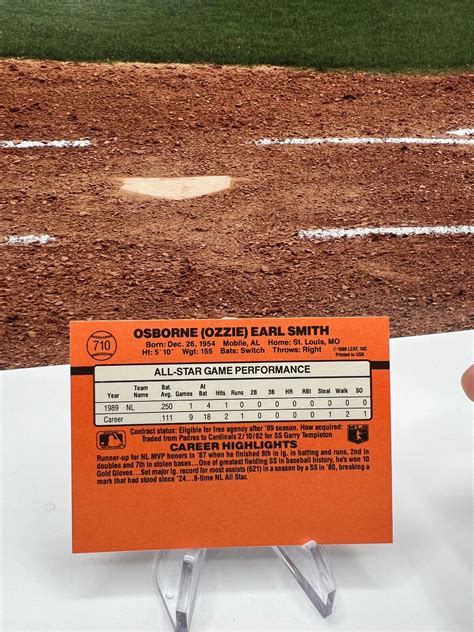 710
OSBORNE (OZZIE) EARL SMITH
Born: Dec. 26, 1954 Mobile, AL Home: St. Louis, MO
Ht: 5' 10" Wgt: 155 Bats: Switch Throws: Right
© 1989 LEAF, INC.
Printed in USA
ALL-STAR GAME PERFORMANCE
Year Team Name Bat. Avg. Games At Bat Hits Runs 2B 3B HR RBI Steal Walk SO
1989 NL .250 1 4 1 0 0 0 0 0 0 0 0
Career .111 9 18 2 1 0 0 0 0 1 2 1
Contract status: Eligible for free agency after '89 season. How acquired:
Traded from Padres to Cardinals 2/10/82 for SS Garry Templeton
CAREER HIGHLIGHTS
Runner-up for NL MVP honors in '87 when he finished 8th in lg. in batting and runs, 2nd in
doubles and 7th in stolen bases...One of greatest fielding SS in baseball history, he's won 10
Gold Gloves...Set major lg. record for most assists (621) in a season by a SS in '80, breaking a
mark that had stood since '24...8-time NL All Star.